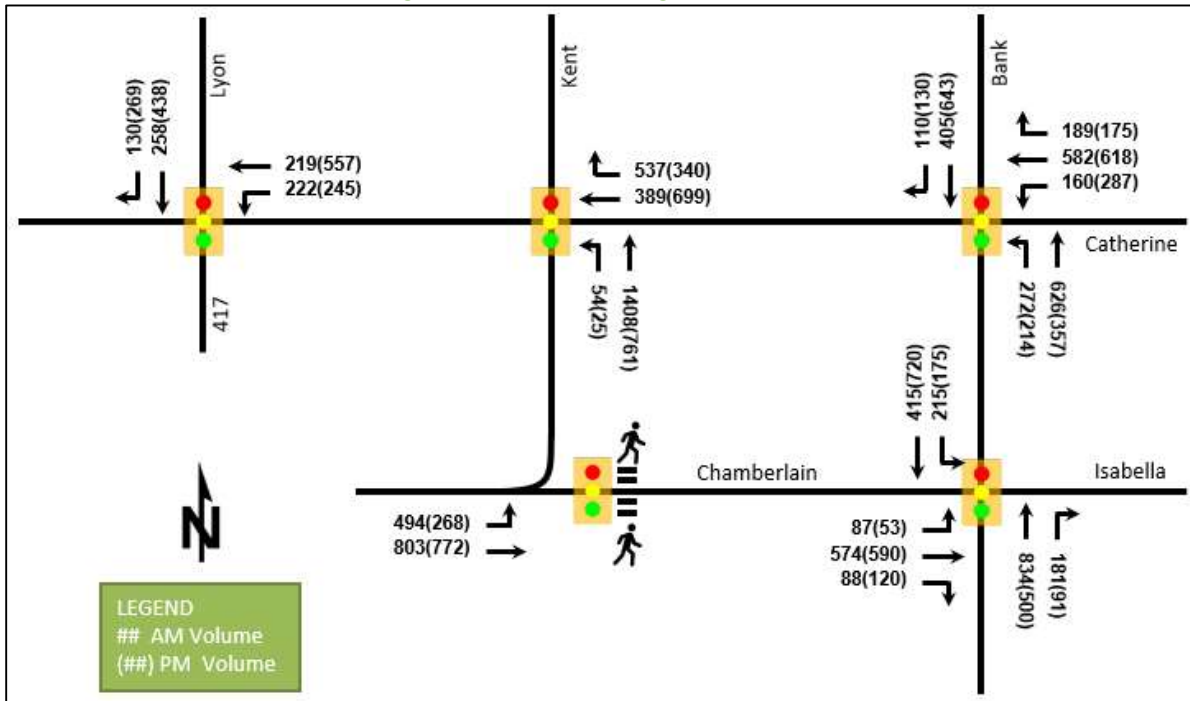 Lyon
Kent
Bank
130(269)
258(438)
219(557)
222(245)
537(340)
389(699)
110(130)
405(643)
189(175)
582(618)
160(287)
Catherine
417
54(25)
1408(761)
272(214)
626(357)
415(720)
215(175)
Chamberlain
Isabella
494(268)
803(772)
87(53)
574(590)
88(120)
834(500)
181(91)
N
LEGEND
## AM Volume
(##) PM Volume